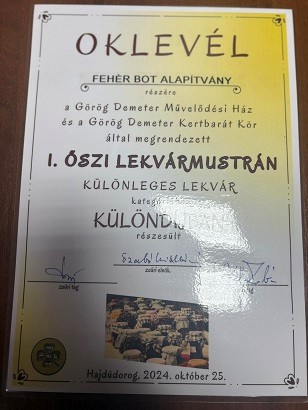 OKLEVÉL
FEHÉR BOT ALAPÍTVÁNY
részére
a Görög Demeter Művelődési Ház
és a Görög Demeter Kertbarát Kör
által megrendezett
I. ŐSZI LEKVÁRMUSTRÁN
KÜLÖNLEGES LEKVÁR
részesült
zsűri tag
zsűri elnök
Hajdúdorog, 2024. október 25.